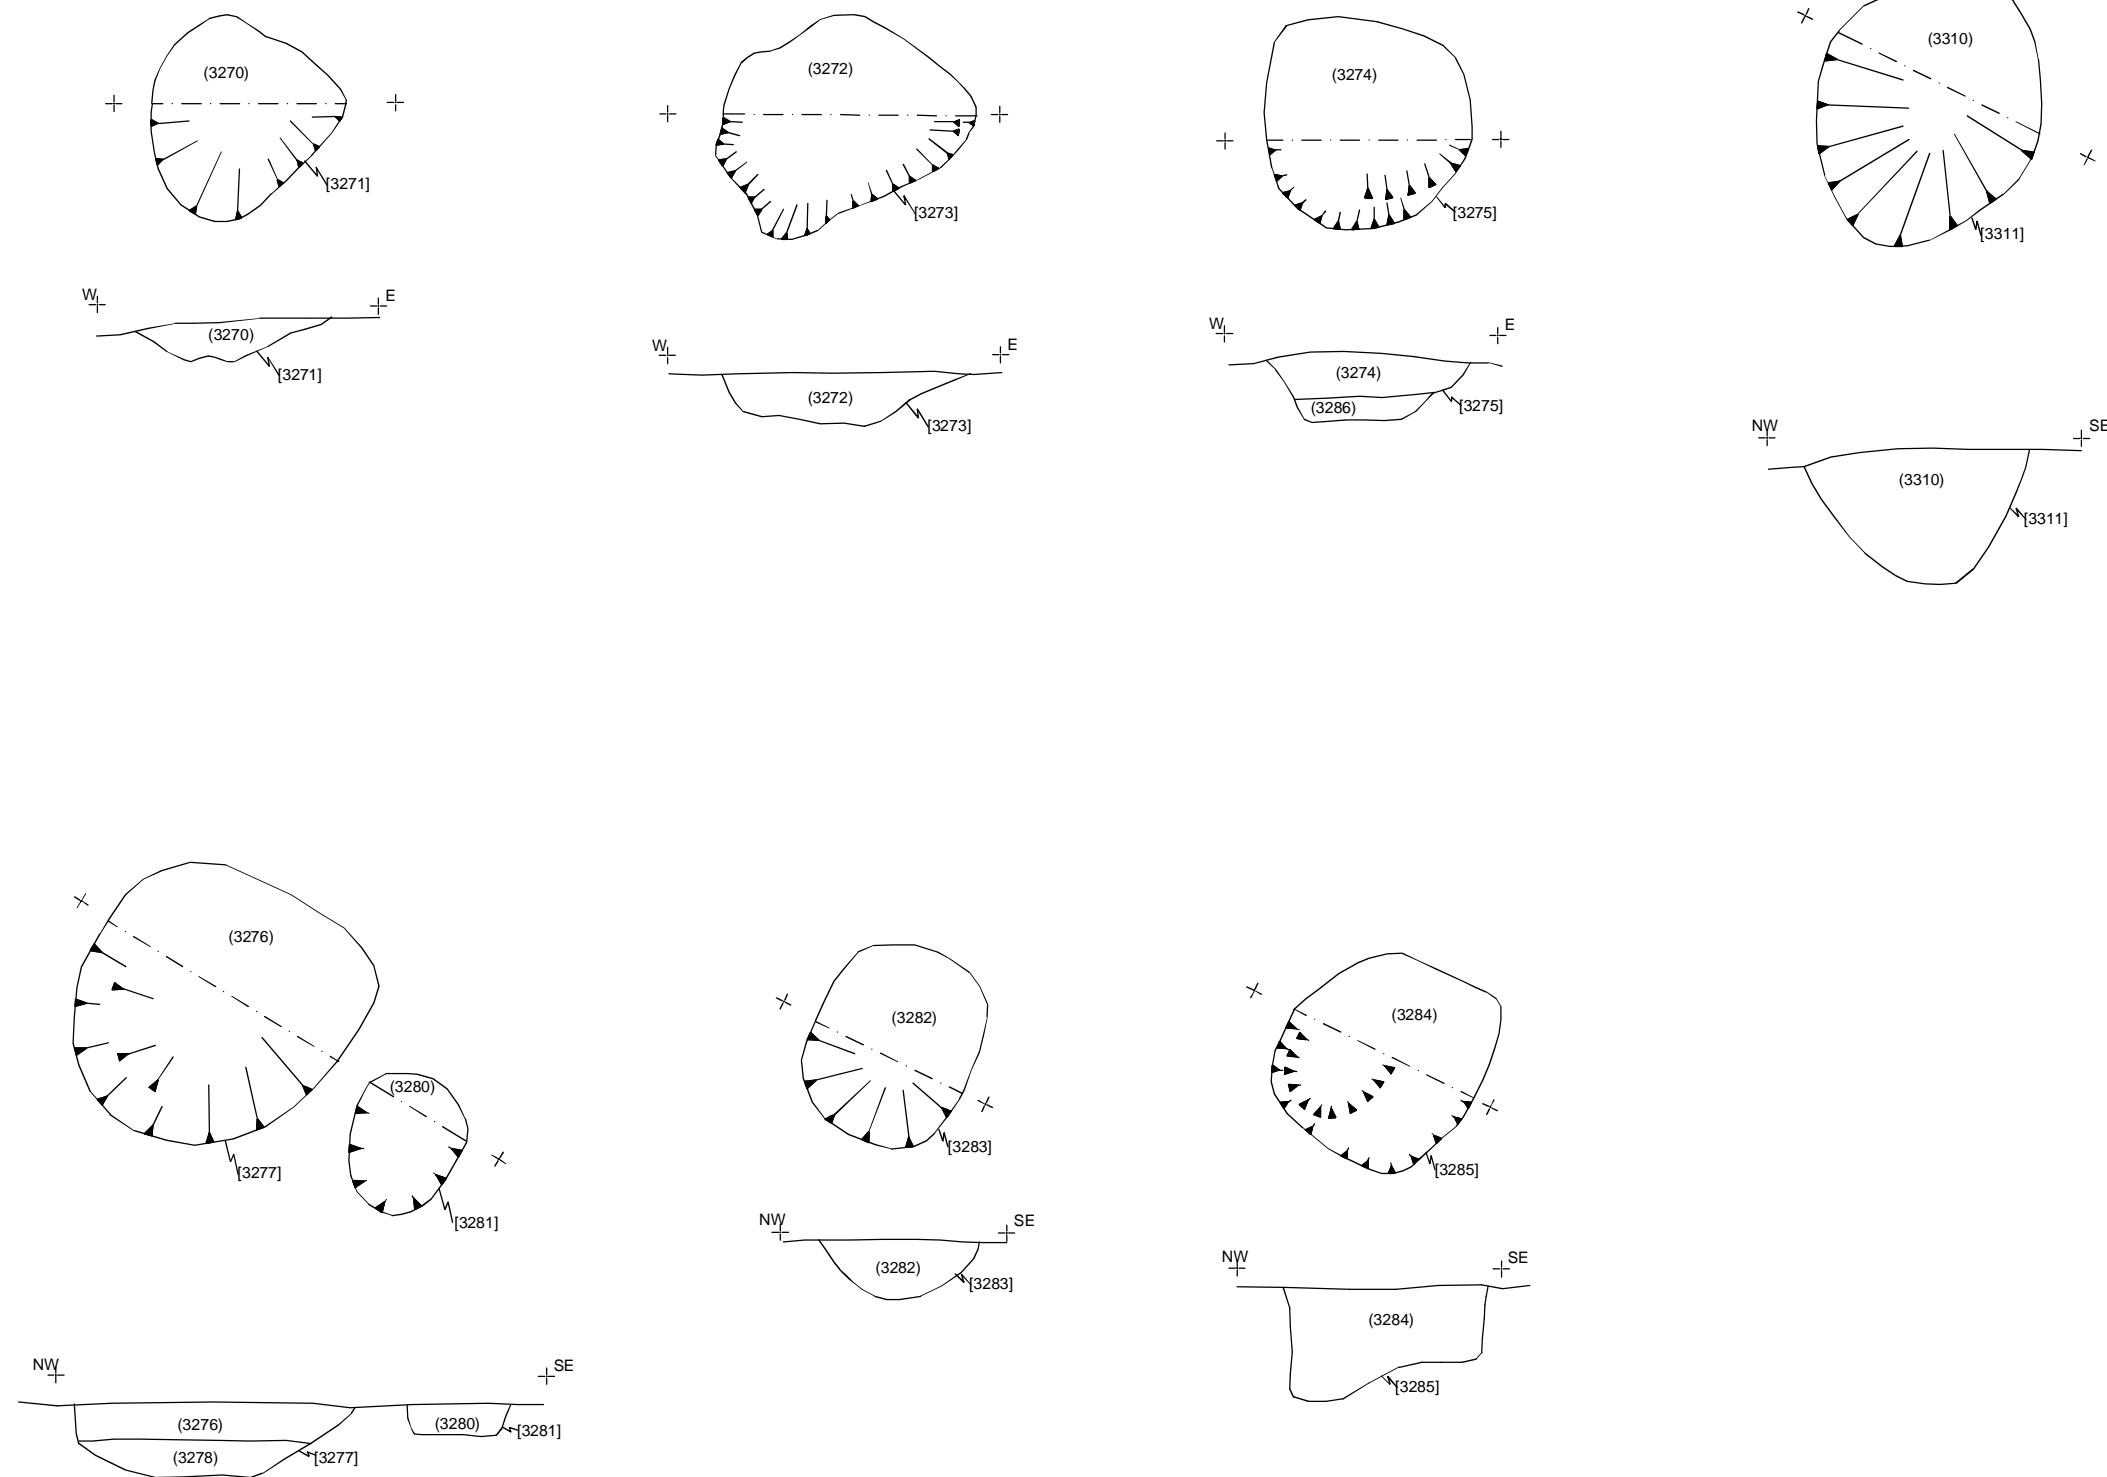 (3270)
[3271]
W
E
(3270)
[3271]
(3272)
[3273]
W
E
(3272)
[3273]
(3274)
[3275]
W
E
(3274)
(3286)
[3275]
(3310)
[3311]
NW
SE
(3310)
[3311]
(3276)
[3277]
(3280)
[3281]
NW
SE
(3276)
(3278)
[3277]
(3280)
[3281]
(3282)
[3283]
NW
SE
(3282)
[3283]
(3284)
[3285]
NW
SE
(3284)
[3285]